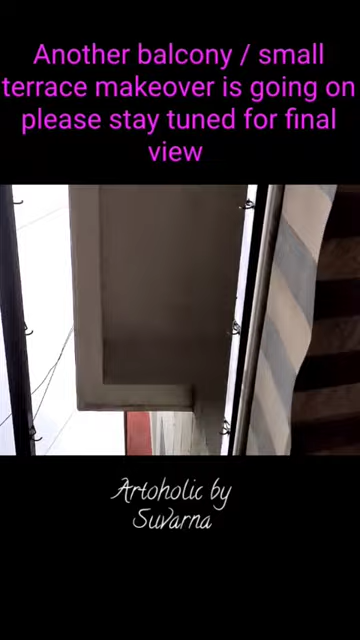 Another balcony / small
terrace makeover is going on
please stay tuned for final
view
Artoholic by
Suvarna